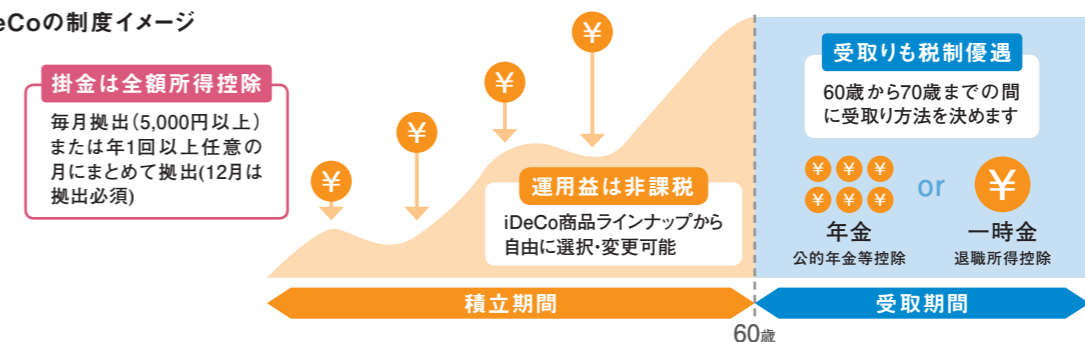 eCoの制度イメージ
掛金は全額所得控除
毎月拠出(5,000円以上)
または年1回以上任意の
月にまとめて拠出(12月は
拠出必須)
¥
¥
¥
¥
運用益は非課税
iDeCo商品ラインナップから
自由に選択・変更可能
受取りも税制優遇
60歳から70歳までの間
に受取り方法を決めます
¥ ¥ ¥
¥ ¥ ¥
or
¥
年金
公的年金等控除
一時金
退職所得控除
積立期間
受取期間
60歳